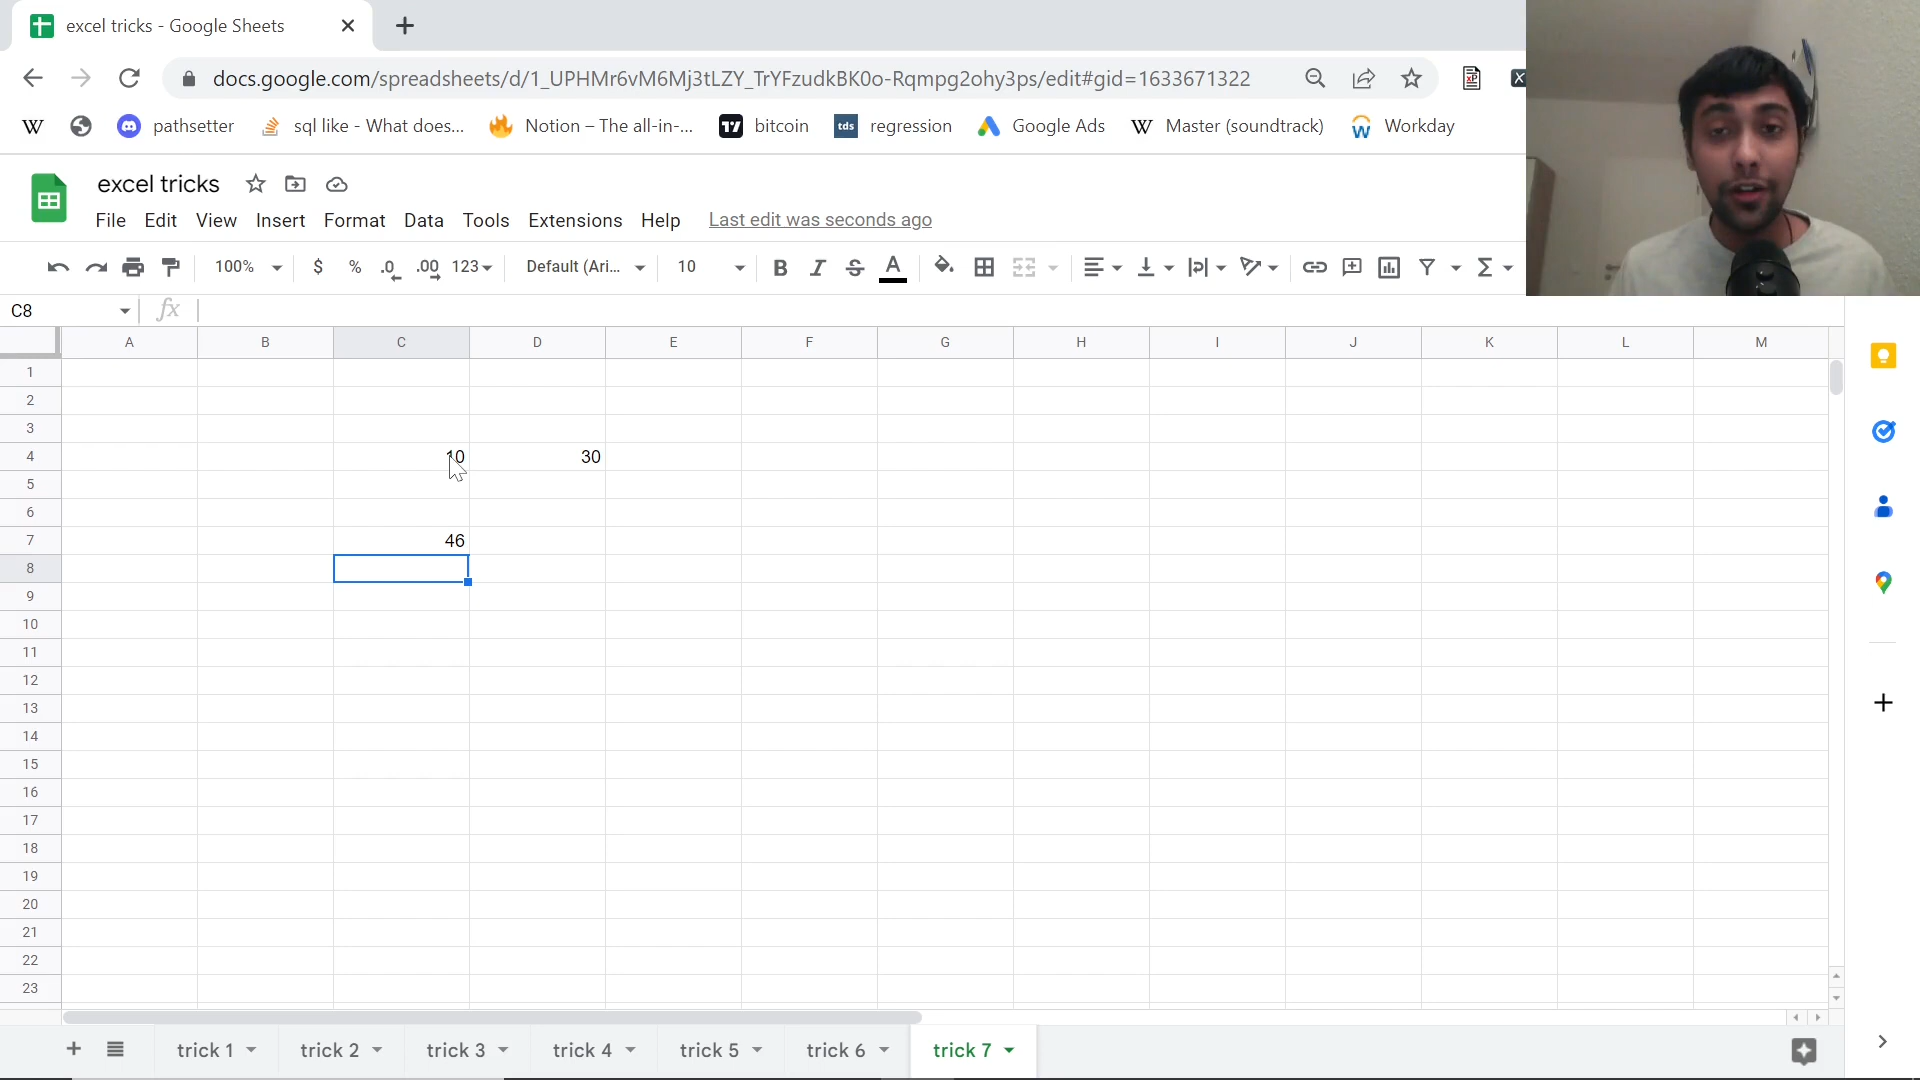 excel tricks - Google Sheets
docs.google.com/spreadsheets/d/1_UPHMr6vM6Mj3tLZY_TrYFzudkBK0o-Rqmpg2ohy3ps/edit#gid=1633671322
W pathsetter sql like - What does... Notion – The all-in-... 17 bitcoin tds regression Google Ads W Master (soundtrack) W Workday
excel tricks
File Edit View Insert Format Data Tools Extensions Help Last edit was seconds ago
100% $ % .0 .00 123 Default (Ari... 10 B I S A Σ
C8 fx
A B C D E F G H I J K L M
1
2
3
4 10 30
5
6
7 46
8
9
10
11
12
13
14
15
16
17
18
19
20
21
22
23
+ trick 1 trick 2 trick 3 trick 4 trick 5 trick 6 trick 7